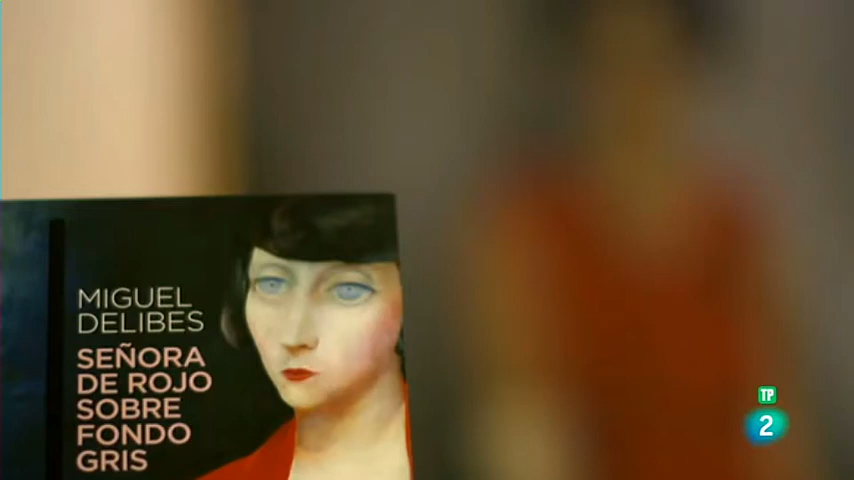 MIGUEL
DELIBES
SEÑORA
DE ROJO
SOBRE
FONDO
GRIS
TP
2